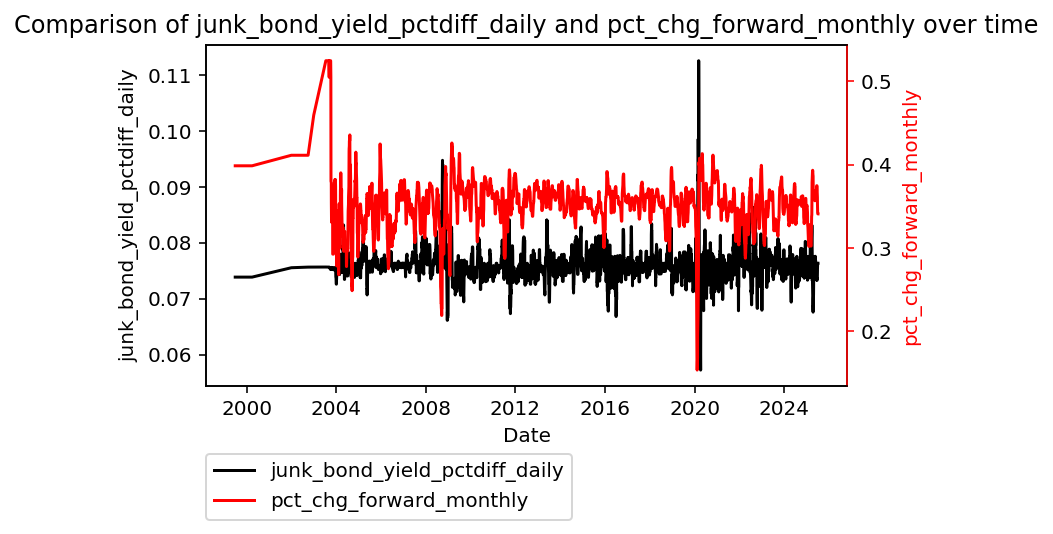 Comparison of junk_bond_yield_pctdiff_daily and pct_chg_forward_monthly over time
junk_bond_yield_pctdiff_daily
0.11
0.10
0.09
0.08
0.07
0.06
0.5
0.4
0.3
0.2
pct_chg_forward_monthly
2000
2004
2008
2012
2016
2020
2024
Date
junk_bond_yield_pctdiff_daily
pct_chg_forward_monthly